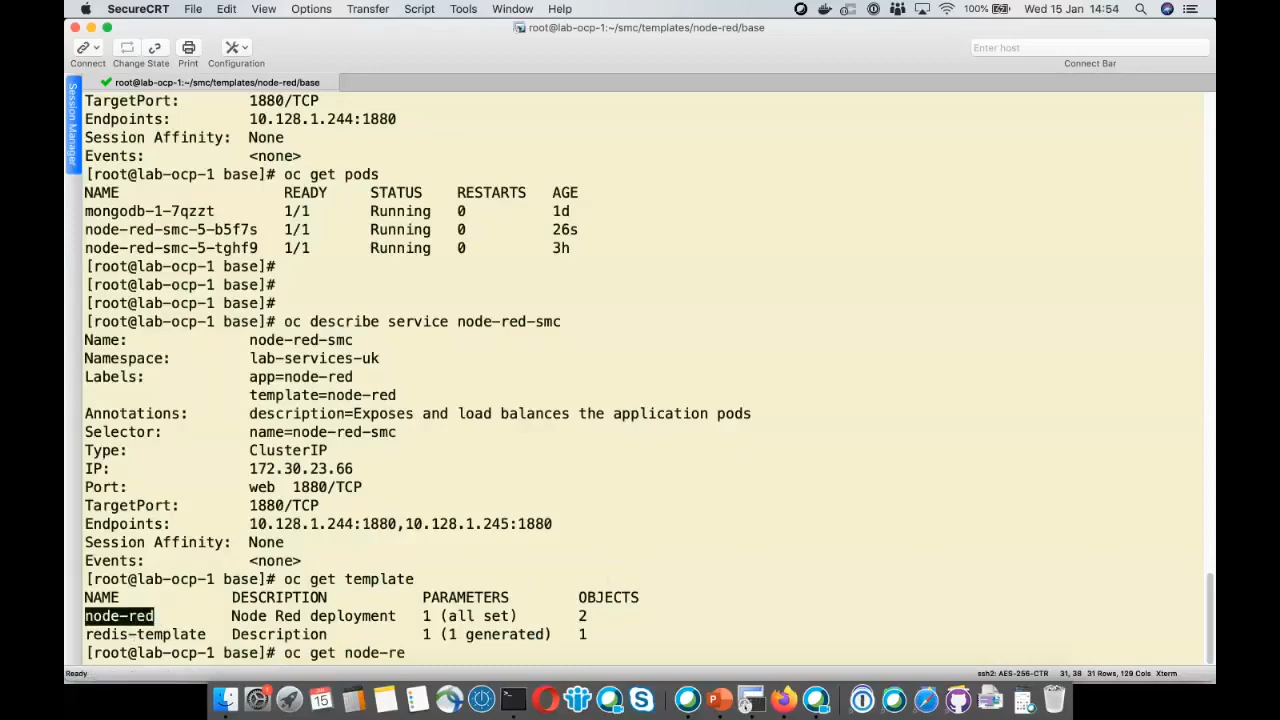 SecureCRT File Edit View Options Transfer Script Tools Window Help 100% Wed 15 Jan 14:54
root@lab-ocp-1:~/smc/templates/node-red/base
Enter host
Connect Change State Print Configuration Connect Bar
root@lab-ocp-1:~/smc/templates/node-red/base
Session Manager
TargetPort: 1880/TCP
Endpoints: 10.128.1.244:1880
Session Affinity: None
Events: <none>
[root@lab-ocp-1 base]# oc get pods
NAME READY STATUS RESTARTS AGE
mongodb-1-7qzzt 1/1 Running 0 1d
node-red-smc-5-b5f7s 1/1 Running 0 26s
node-red-smc-5-tghf9 1/1 Running 0 3h
[root@lab-ocp-1 base]#
[root@lab-ocp-1 base]#
[root@lab-ocp-1 base]#
[root@lab-ocp-1 base]# oc describe service node-red-smc
Name: node-red-smc
Namespace: lab-services-uk
Labels: app=node-red
template=node-red
Annotations: description=Exposes and load balances the application pods
Selector: name=node-red-smc
Type: ClusterIP
IP: 172.30.23.66
Port: web 1880/TCP
TargetPort: 1880/TCP
Endpoints: 10.128.1.244:1880,10.128.1.245:1880
Session Affinity: None
Events: <none>
[root@lab-ocp-1 base]# oc get template
NAME DESCRIPTION PARAMETERS OBJECTS
node-red Node Red deployment 1 (all set) 2
redis-template Description 1 (1 generated) 1
[root@lab-ocp-1 base]# oc get node-re
Ready ssh2: AES-256-CTR 31, 38 31 Rows, 129 Cols Xterm
15